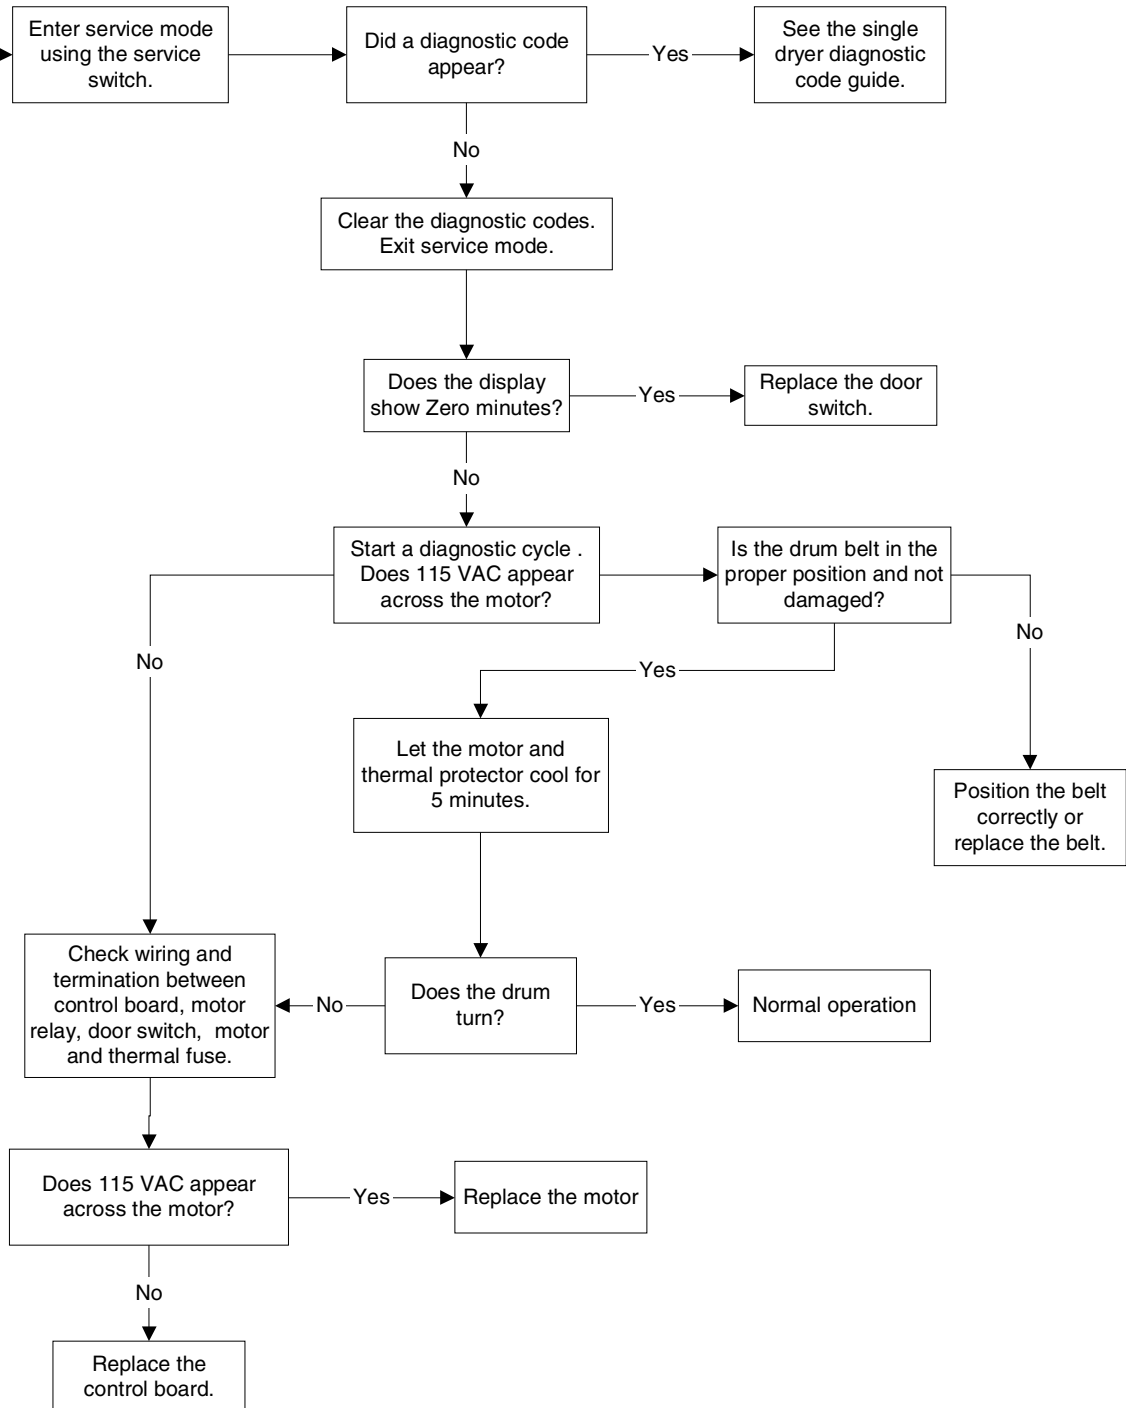 Enter service mode
using the service
switch.
Did a diagnostic code
appear?
Yes
See the single
dryer diagnostic
code guide.
No
Clear the diagnostic codes.
Exit service mode.
Does the display
show Zero minutes?
Yes
Replace the door
switch.
No
Start a diagnostic cycle .
Does 115 VAC appear
across the motor?
Is the drum belt in the
proper position and not
damaged?
No
No
Yes
Let the motor and
thermal protector cool for
5 minutes.
Position the belt
correctly or
replace the belt.
Check wiring and
termination between
control board, motor
relay, door switch,  motor
and thermal fuse.
No
Does the drum
turn?
Yes
Normal operation
Does 115 VAC appear
across the motor?
Yes
Replace the motor
No
Replace the
control board.